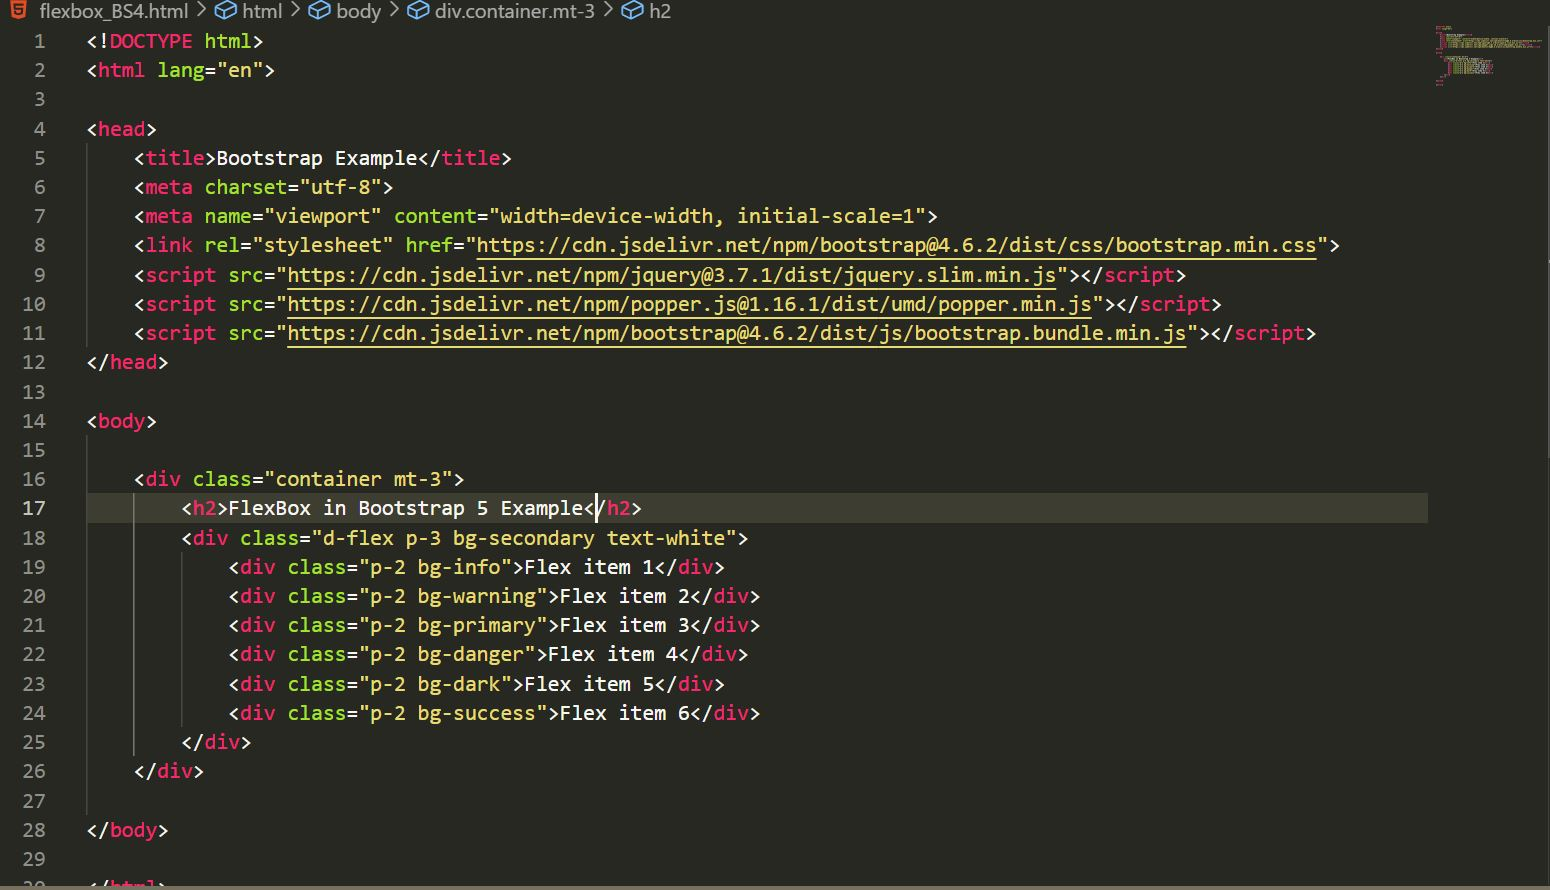 flexbox_BS4.html > html > body > div.container.mt-3 > h2
1 <!DOCTYPE html>
2 <html lang="en">
3
4 <head>
5 <title>Bootstrap Example</title>
6 <meta charset="utf-8">
7 <meta name="viewport" content="width=device-width, initial-scale=1">
8 <link rel="stylesheet" href="https://cdn.jsdelivr.net/npm/bootstrap@4.6.2/dist/css/bootstrap.min.css">
9 <script src="https://cdn.jsdelivr.net/npm/jquery@3.7.1/dist/jquery.slim.min.js"></script>
10 <script src="https://cdn.jsdelivr.net/npm/popper.js@1.16.1/dist/umd/popper.min.js"></script>
11 <script src="https://cdn.jsdelivr.net/npm/bootstrap@4.6.2/dist/js/bootstrap.bundle.min.js"></script>
12 </head>
13
14 <body>
15
16 <div class="container mt-3">
17 <h2>FlexBox in Bootstrap 5 Example</h2>
18 <div class="d-flex p-3 bg-secondary text-white">
19 <div class="p-2 bg-info">Flex item 1</div>
20 <div class="p-2 bg-warning">Flex item 2</div>
21 <div class="p-2 bg-primary">Flex item 3</div>
22 <div class="p-2 bg-danger">Flex item 4</div>
23 <div class="p-2 bg-dark">Flex item 5</div>
24 <div class="p-2 bg-success">Flex item 6</div>
25 </div>
26 </div>
27
28 </body>
29
30 </html>